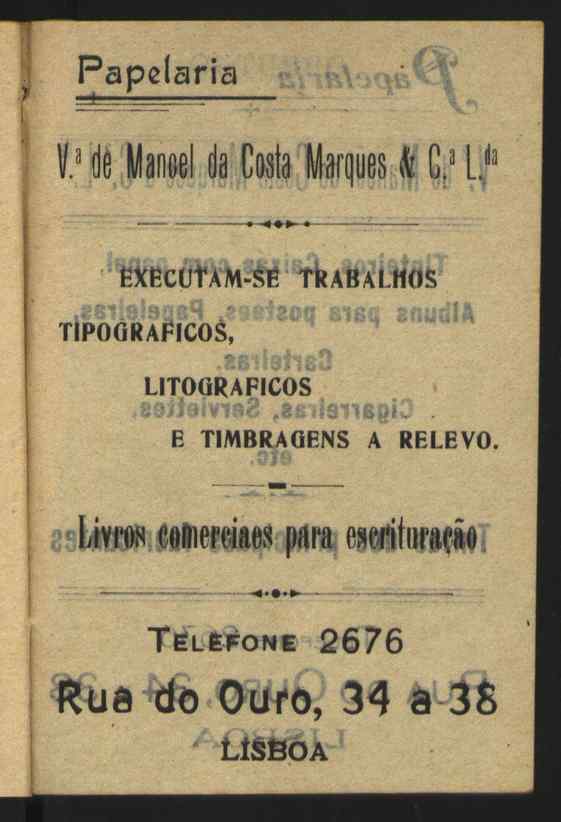 Papelaria
V.ª de Manoel da Costa Marques & C.ª L.da
EXECUTAM-SE TRABALHOS
TIPOGRAFICOS,
LITOGRAFICOS
E TIMBRAGENS A RELEVO.
Livros comerciaes para escrituração
TELEFONE 2676
Rua do Ouro, 34 a 38
LISBOA